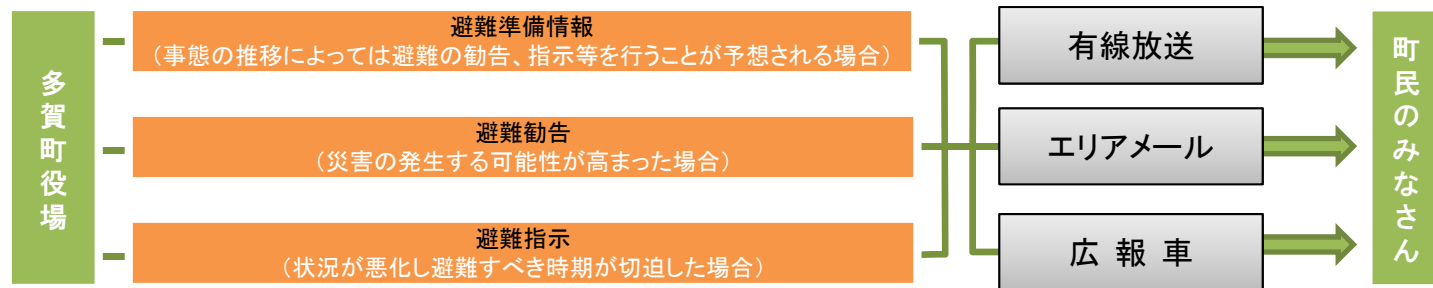 多賀町役場
避難準備情報
（事態の推移によっては避難の勧告、指示等を行うことが予想される場合）
避難勧告
（災害の発生する可能性が高まった場合）
避難指示
（状況が悪化し避難すべき時期が切迫した場合）
有線放送
エリアメール
広 報 車
町民のみなさん